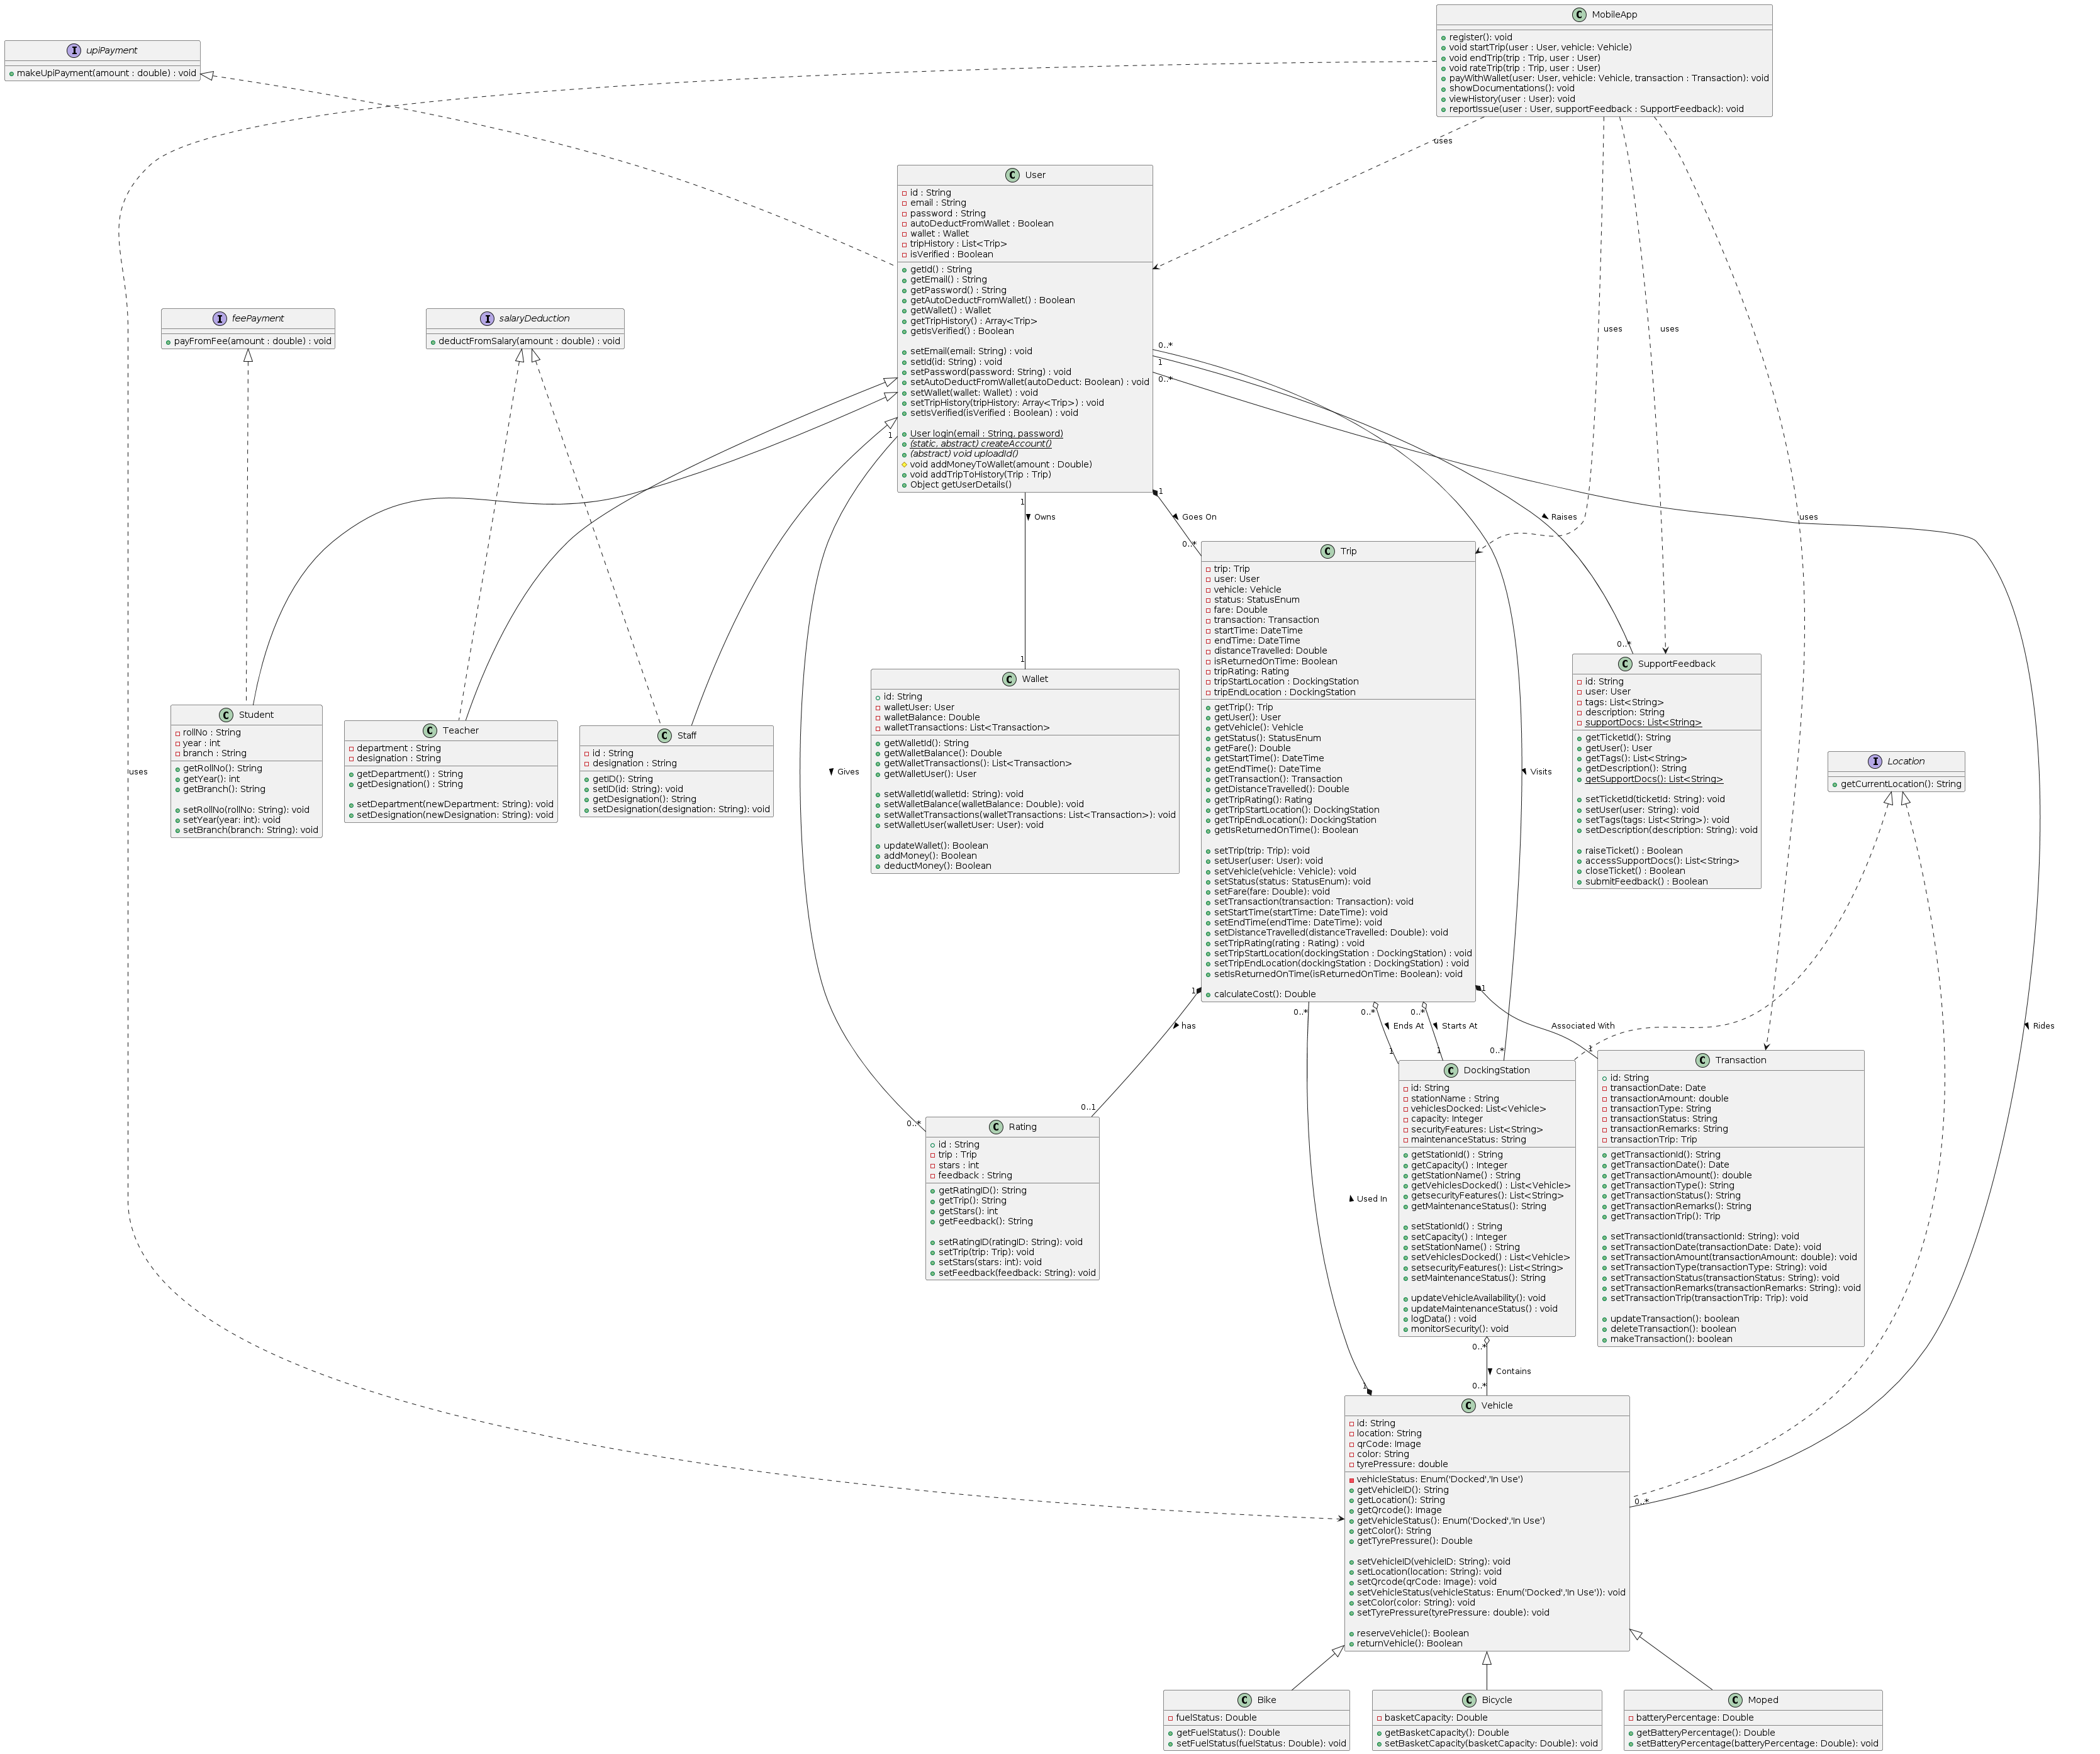 MobileApp
register(): void
void startTrip(user : User, vehicle: Vehicle)
void endTrip(trip : Trip, user : User)
void rateTrip(trip : Trip, user : User)
payWithWallet(user: User, vehicle: Vehicle, transaction : Transaction): void
showDocumentations(): void
viewHistory(user : User): void
reportIssue(user : User, supportFeedback : SupportFeedback): void
upiPayment
makeUpiPayment(amount : double) : void
uses
User
id : String
email : String
password : String
autoDeductFromWallet : Boolean
wallet : Wallet
tripHistory : List<Trip>
isVerified : Boolean
getId() : String
getEmail() : String
getPassword() : String
getAutoDeductFromWallet() : Boolean
getWallet() : Wallet
getTripHistory() : Array<Trip>
getIsVerified() : Boolean
setEmail(email: String) : void
setId(id: String) : void
setPassword(password: String) : void
setAutoDeductFromWallet(autoDeduct: Boolean) : void
setWallet(wallet: Wallet) : void
setTripHistory(tripHistory: Array<Trip>) : void
setIsVerified(isVerified : Boolean) : void
User login(email : String, password)
(static, abstract) createAccount()
(abstract) void uploadId()
void addMoneyToWallet(amount : Double)
void addTripToHistory(Trip : Trip)
Object getUserDetails()
feePayment
payFromFee(amount : double) : void
salaryDeduction
deductFromSalary(amount : double) : void
uses
uses
0..*
1
0..*
1
1
1
Owns
Goes On
Raises
uses
0..*
Trip
trip: Trip
user: User
vehicle: Vehicle
status: StatusEnum
fare: Double
transaction: Transaction
startTime: DateTime
endTime: DateTime
distanceTravelled: Double
isReturnedOnTime: Boolean
tripRating: Rating
tripStartLocation : DockingStation
tripEndLocation : DockingStation
getTrip(): Trip
getUser(): User
getVehicle(): Vehicle
getStatus(): StatusEnum
getFare(): Double
getStartTime(): DateTime
getEndTime(): DateTime
getTransaction(): Transaction
getDistanceTravelled(): Double
getTripRating(): Rating
getTripStartLocation(): DockingStation
getTripEndLocation(): DockingStation
getIsReturnedOnTime(): Boolean
setTrip(trip: Trip): void
setUser(user: User): void
setVehicle(vehicle: Vehicle): void
setStatus(status: StatusEnum): void
setFare(fare: Double): void
setTransaction(transaction: Transaction): void
setStartTime(startTime: DateTime): void
setEndTime(endTime: DateTime): void
setDistanceTravelled(distanceTravelled: Double): void
setTripRating(rating : Rating) : void
setTripStartLocation(dockingStation : DockingStation) : void
setTripEndLocation(dockingStation : DockingStation) : void
setIsReturnedOnTime(isReturnedOnTime: Boolean): void
calculateCost(): Double
0..*
SupportFeedback
id: String
user: User
tags: List<String>
description: String
supportDocs: List<String>
getTicketId(): String
getUser(): User
getTags(): List<String>
getDescription(): String
getSupportDocs(): List<String>
setTicketId(ticketId: String): void
setUser(user: String): void
setTags(tags: List<String>): void
setDescription(description: String): void
raiseTicket() : Boolean
accessSupportDocs(): List<String>
closeTicket() : Boolean
submitFeedback() : Boolean
1
Wallet
id: String
walletUser: User
walletBalance: Double
walletTransactions: List<Transaction>
getWalletId(): String
getWalletBalance(): Double
getWalletTransactions(): List<Transaction>
getWalletUser(): User
setWalletId(walletId: String): void
setWalletBalance(walletBalance: Double): void
setWalletTransactions(walletTransactions: List<Transaction>): void
setWalletUser(walletUser: User): void
updateWallet(): Boolean
addMoney(): Boolean
deductMoney(): Boolean
Student
rollNo : String
year : int
branch : String
getRollNo(): String
getYear(): int
getBranch(): String
setRollNo(rollNo: String): void
setYear(year: int): void
setBranch(branch: String): void
Teacher
department : String
designation : String
getDepartment() : String
getDesignation() : String
setDepartment(newDepartment: String): void
setDesignation(newDesignation: String): void
Staff
id : String
designation : String
getID(): String
setID(id: String): void
getDesignation(): String
setDesignation(designation: String): void
uses
Gives
Visits
Location
getCurrentLocation(): String
1
1
0..*
0..*
0..*
has
Ends At
Starts At
Associated With
Rides
1
1
0..*
1
DockingStation
id: String
stationName : String
vehiclesDocked: List<Vehicle>
capacity: Integer
securityFeatures: List<String>
maintenanceStatus: String
getStationId() : String
getCapacity() : Integer
getStationName() : String
getVehiclesDocked() : List<Vehicle>
getsecurityFeatures(): List<String>
getMaintenanceStatus(): String
setStationId() : String
setCapacity() : Integer
setStationName() : String
setVehiclesDocked() : List<Vehicle>
setsecurityFeatures(): List<String>
setMaintenanceStatus(): String
updateVehicleAvailability(): void
updateMaintenanceStatus() : void
logData() : void
monitorSecurity(): void
Transaction
id: String
transactionDate: Date
transactionAmount: double
transactionType: String
transactionStatus: String
transactionRemarks: String
transactionTrip: Trip
getTransactionId(): String
getTransactionDate(): Date
getTransactionAmount(): double
getTransactionType(): String
getTransactionStatus(): String
getTransactionRemarks(): String
getTransactionTrip(): Trip
setTransactionId(transactionId: String): void
setTransactionDate(transactionDate: Date): void
setTransactionAmount(transactionAmount: double): void
setTransactionType(transactionType: String): void
setTransactionStatus(transactionStatus: String): void
setTransactionRemarks(transactionRemarks: String): void
setTransactionTrip(transactionTrip: Trip): void
updateTransaction(): boolean
deleteTransaction(): boolean
makeTransaction(): boolean
0..*
0..1
Rating
id : String
trip : Trip
stars : int
feedback : String
getRatingID(): String
getTrip(): String
getStars(): int
getFeedback(): String
setRatingID(ratingID: String): void
setTrip(trip: Trip): void
setStars(stars: int): void
setFeedback(feedback: String): void
Used In
0..*
Contains
1
0..*
Vehicle
id: String
location: String
qrCode: Image
color: String
tyrePressure: double
vehicleStatus: Enum('Docked','In Use')
getVehicleID(): String
getLocation(): String
getQrcode(): Image
getVehicleStatus(): Enum('Docked','In Use')
getColor(): String
getTyrePressure(): Double
setVehicleID(vehicleID: String): void
setLocation(location: String): void
setQrcode(qrCode: Image): void
setVehicleStatus(vehicleStatus: Enum('Docked','In Use')): void
setColor(color: String): void
setTyrePressure(tyrePressure: double): void
reserveVehicle(): Boolean
returnVehicle(): Boolean
0..*
Bike
fuelStatus: Double
getFuelStatus(): Double
setFuelStatus(fuelStatus: Double): void
Bicycle
basketCapacity: Double
getBasketCapacity(): Double
setBasketCapacity(basketCapacity: Double): void
Moped
batteryPercentage: Double
getBatteryPercentage(): Double
setBatteryPercentage(batteryPercentage: Double): void